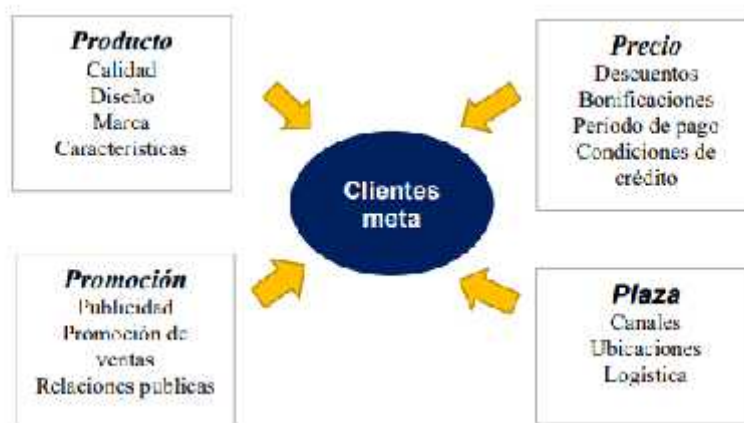 Producto
Calidad
Diseño
Marca
Características
Precio
Descuentos
Bonificaciones
Periodo de pago
Condiciones de
crédito
Clientes
meta
Promoción
Publicidad
Promoción de
ventas
Relaciones publicas
Plaza
Canales
Ubicaciones
Logística